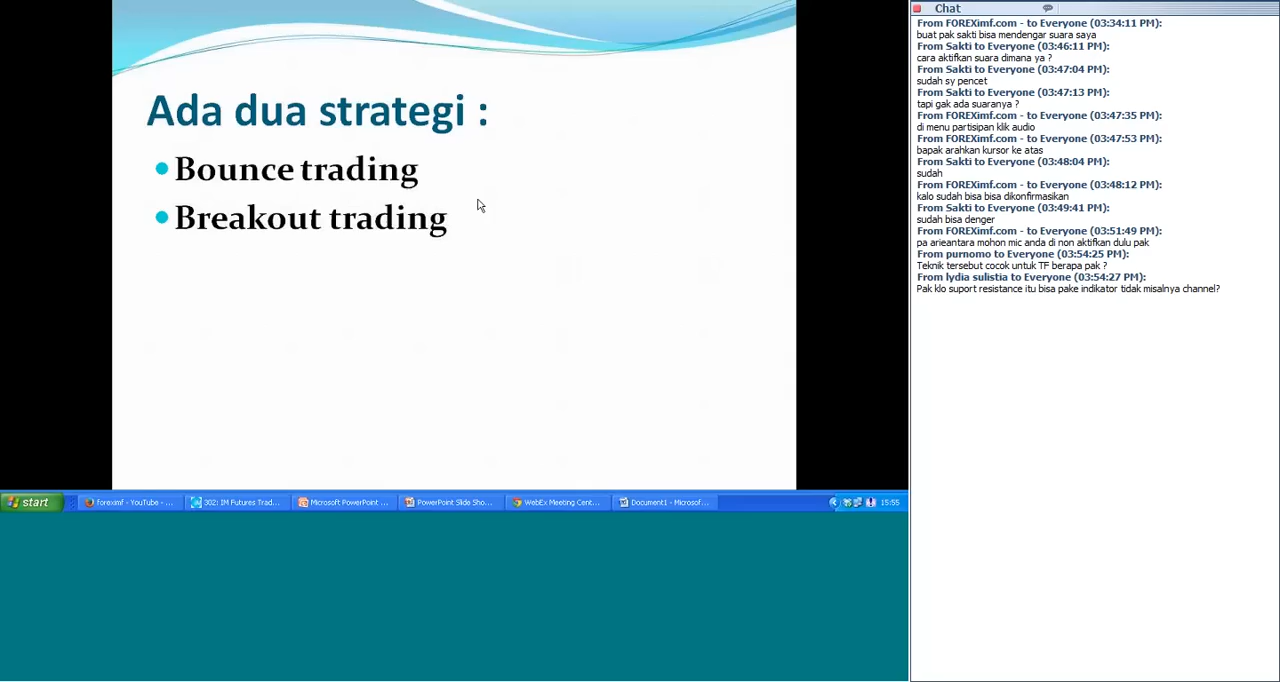 Ada dua strategi :
Bounce trading
Breakout trading
start
foreximf - YouTube - ...
302: IM Futures Trad...
Microsoft PowerPoint ...
PowerPoint Slide Sho...
WebEx Meeting Cent...
Document1 - Microsof...
15:55
Chat
From FOREXimf.com - to Everyone (03:34:11 PM):
buat pak sakti bisa mendengar suara saya
From Sakti to Everyone (03:46:11 PM):
cara aktifkan suara dimana ya ?
From Sakti to Everyone (03:47:04 PM):
sudah sy pencet
From Sakti to Everyone (03:47:13 PM):
tapi gak ada suaranya ?
From FOREXimf.com - to Everyone (03:47:35 PM):
di menu partisipan klik audio
From FOREXimf.com - to Everyone (03:47:53 PM):
bapak arahkan kursor ke atas
From Sakti to Everyone (03:48:04 PM):
sudah
From FOREXimf.com - to Everyone (03:48:12 PM):
kalo sudah bisa bisa dikonfirmasikan
From Sakti to Everyone (03:49:41 PM):
sudah bisa denger
From FOREXimf.com - to Everyone (03:51:49 PM):
pa arieantara mohon mic anda di non aktifkan dulu pak
From purnomo to Everyone (03:54:25 PM):
Teknik tersebut cocok untuk TF berapa pak ?
From lydia sulistia to Everyone (03:54:27 PM):
Pak klo suport resistance itu bisa pake indikator tidak misalnya channel?